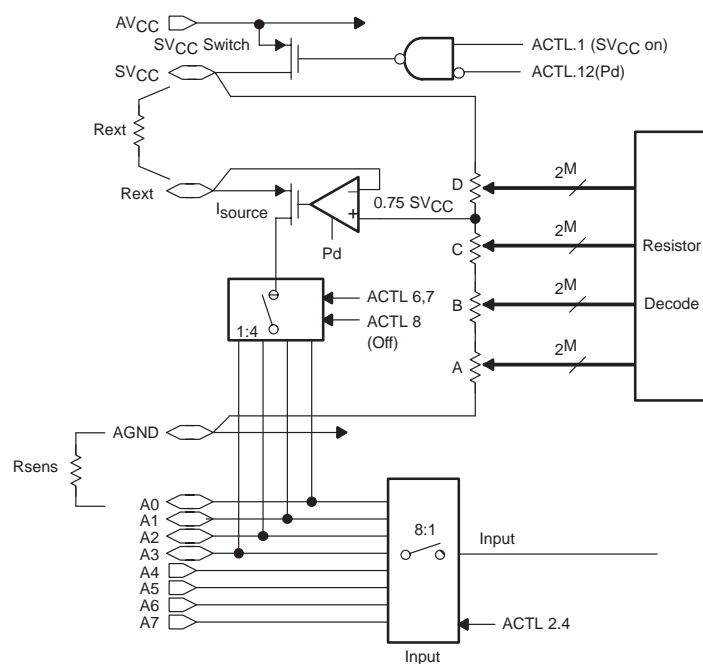 AVCC
SVCC Switch
ACTL.1 (SVCC on)
SVCC
ACTL.12(Pd)
Rext
D
2M
Rext
0.75 SVCC
–
+
Isource
Pd
C
2M
Resistor
ACTL 6,7
B
2M
Decode
ACTL 8
(Off)
1:4
A
2M
AGND
Rsens
A0
A1
A2
A3
A4
A5
A6
A7
8:1
Input
ACTL 2.4
Input